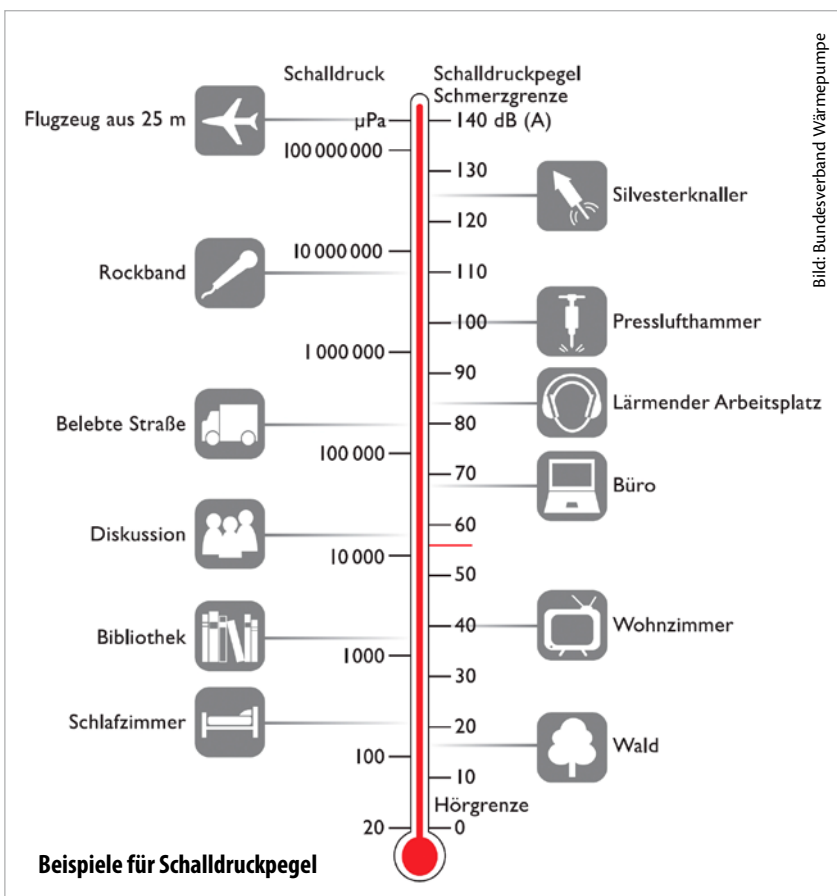 Schalldruck
Schalldruckpegel
Schmerzgrenze
Flugzeug aus 25 m
µPa
140 dB (A)
100 000 000
130
Silvesterknaller
120
10 000 000
Rockband
110
100
Presslufthammer
1 000 000
90
Lärmender Arbeitsplatz
Belebte Straße
80
100 000
70
Büro
60
Diskussion
10 000
50
40
Wohnzimmer
Bibliothek
1000
30
Schlafzimmer
20
Wald
100
10
Hörgrenze
20
0
Beispiele für Schalldruckpegel
Bild: Bundesverband Wärmepumpe